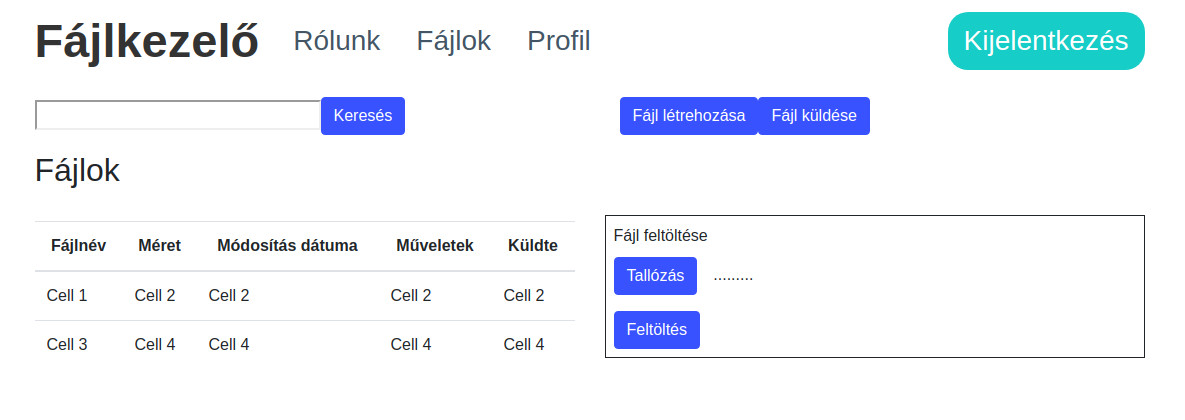 Fájlkezelő Rólunk Fájlok Profil Kijelentkezés
Keresés Fájl létrehozása Fájl küldése
Fájlok
Fájlnév Méret Módosítás dátuma Műveletek Küldte
Cell 1 Cell 2 Cell 2 Cell 2 Cell 2
Cell 3 Cell 4 Cell 4 Cell 4 Cell 4
Fájl feltöltése
Tallózás .........
Feltöltés